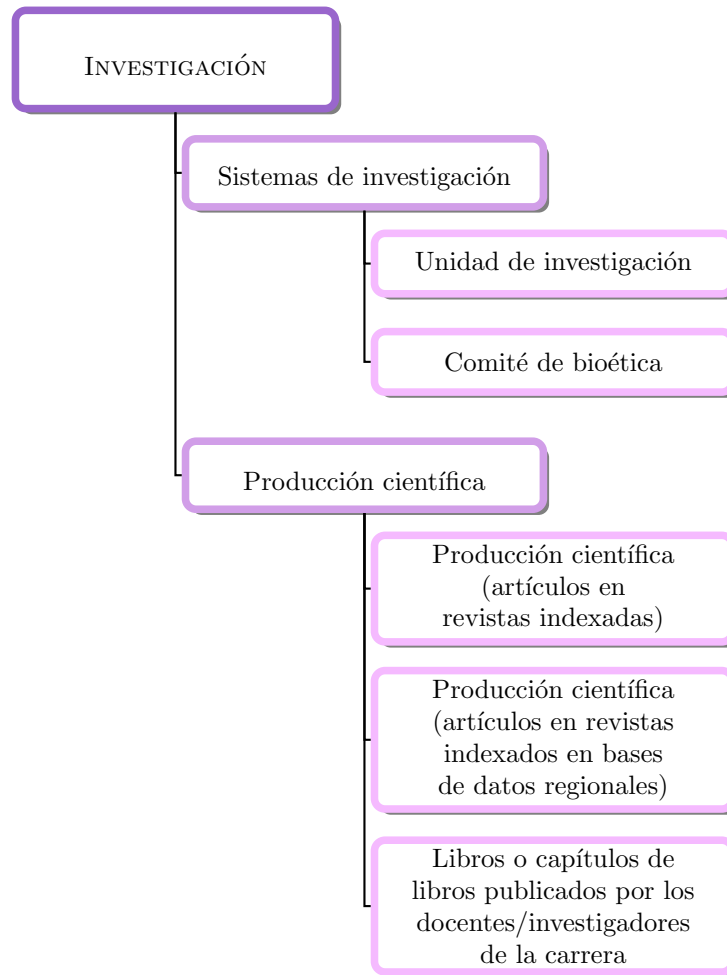 INVESTIGACIÓN
Sistemas de investigación
Unidad de investigación
Comité de bioética
Producción científica
Producción científica
(artículos en
revistas indexadas)
Producción científica
(artículos en revistas
indexados en bases
de datos regionales)
Libros o capítulos de
libros publicados por los
docentes/investigadores
de la carrera